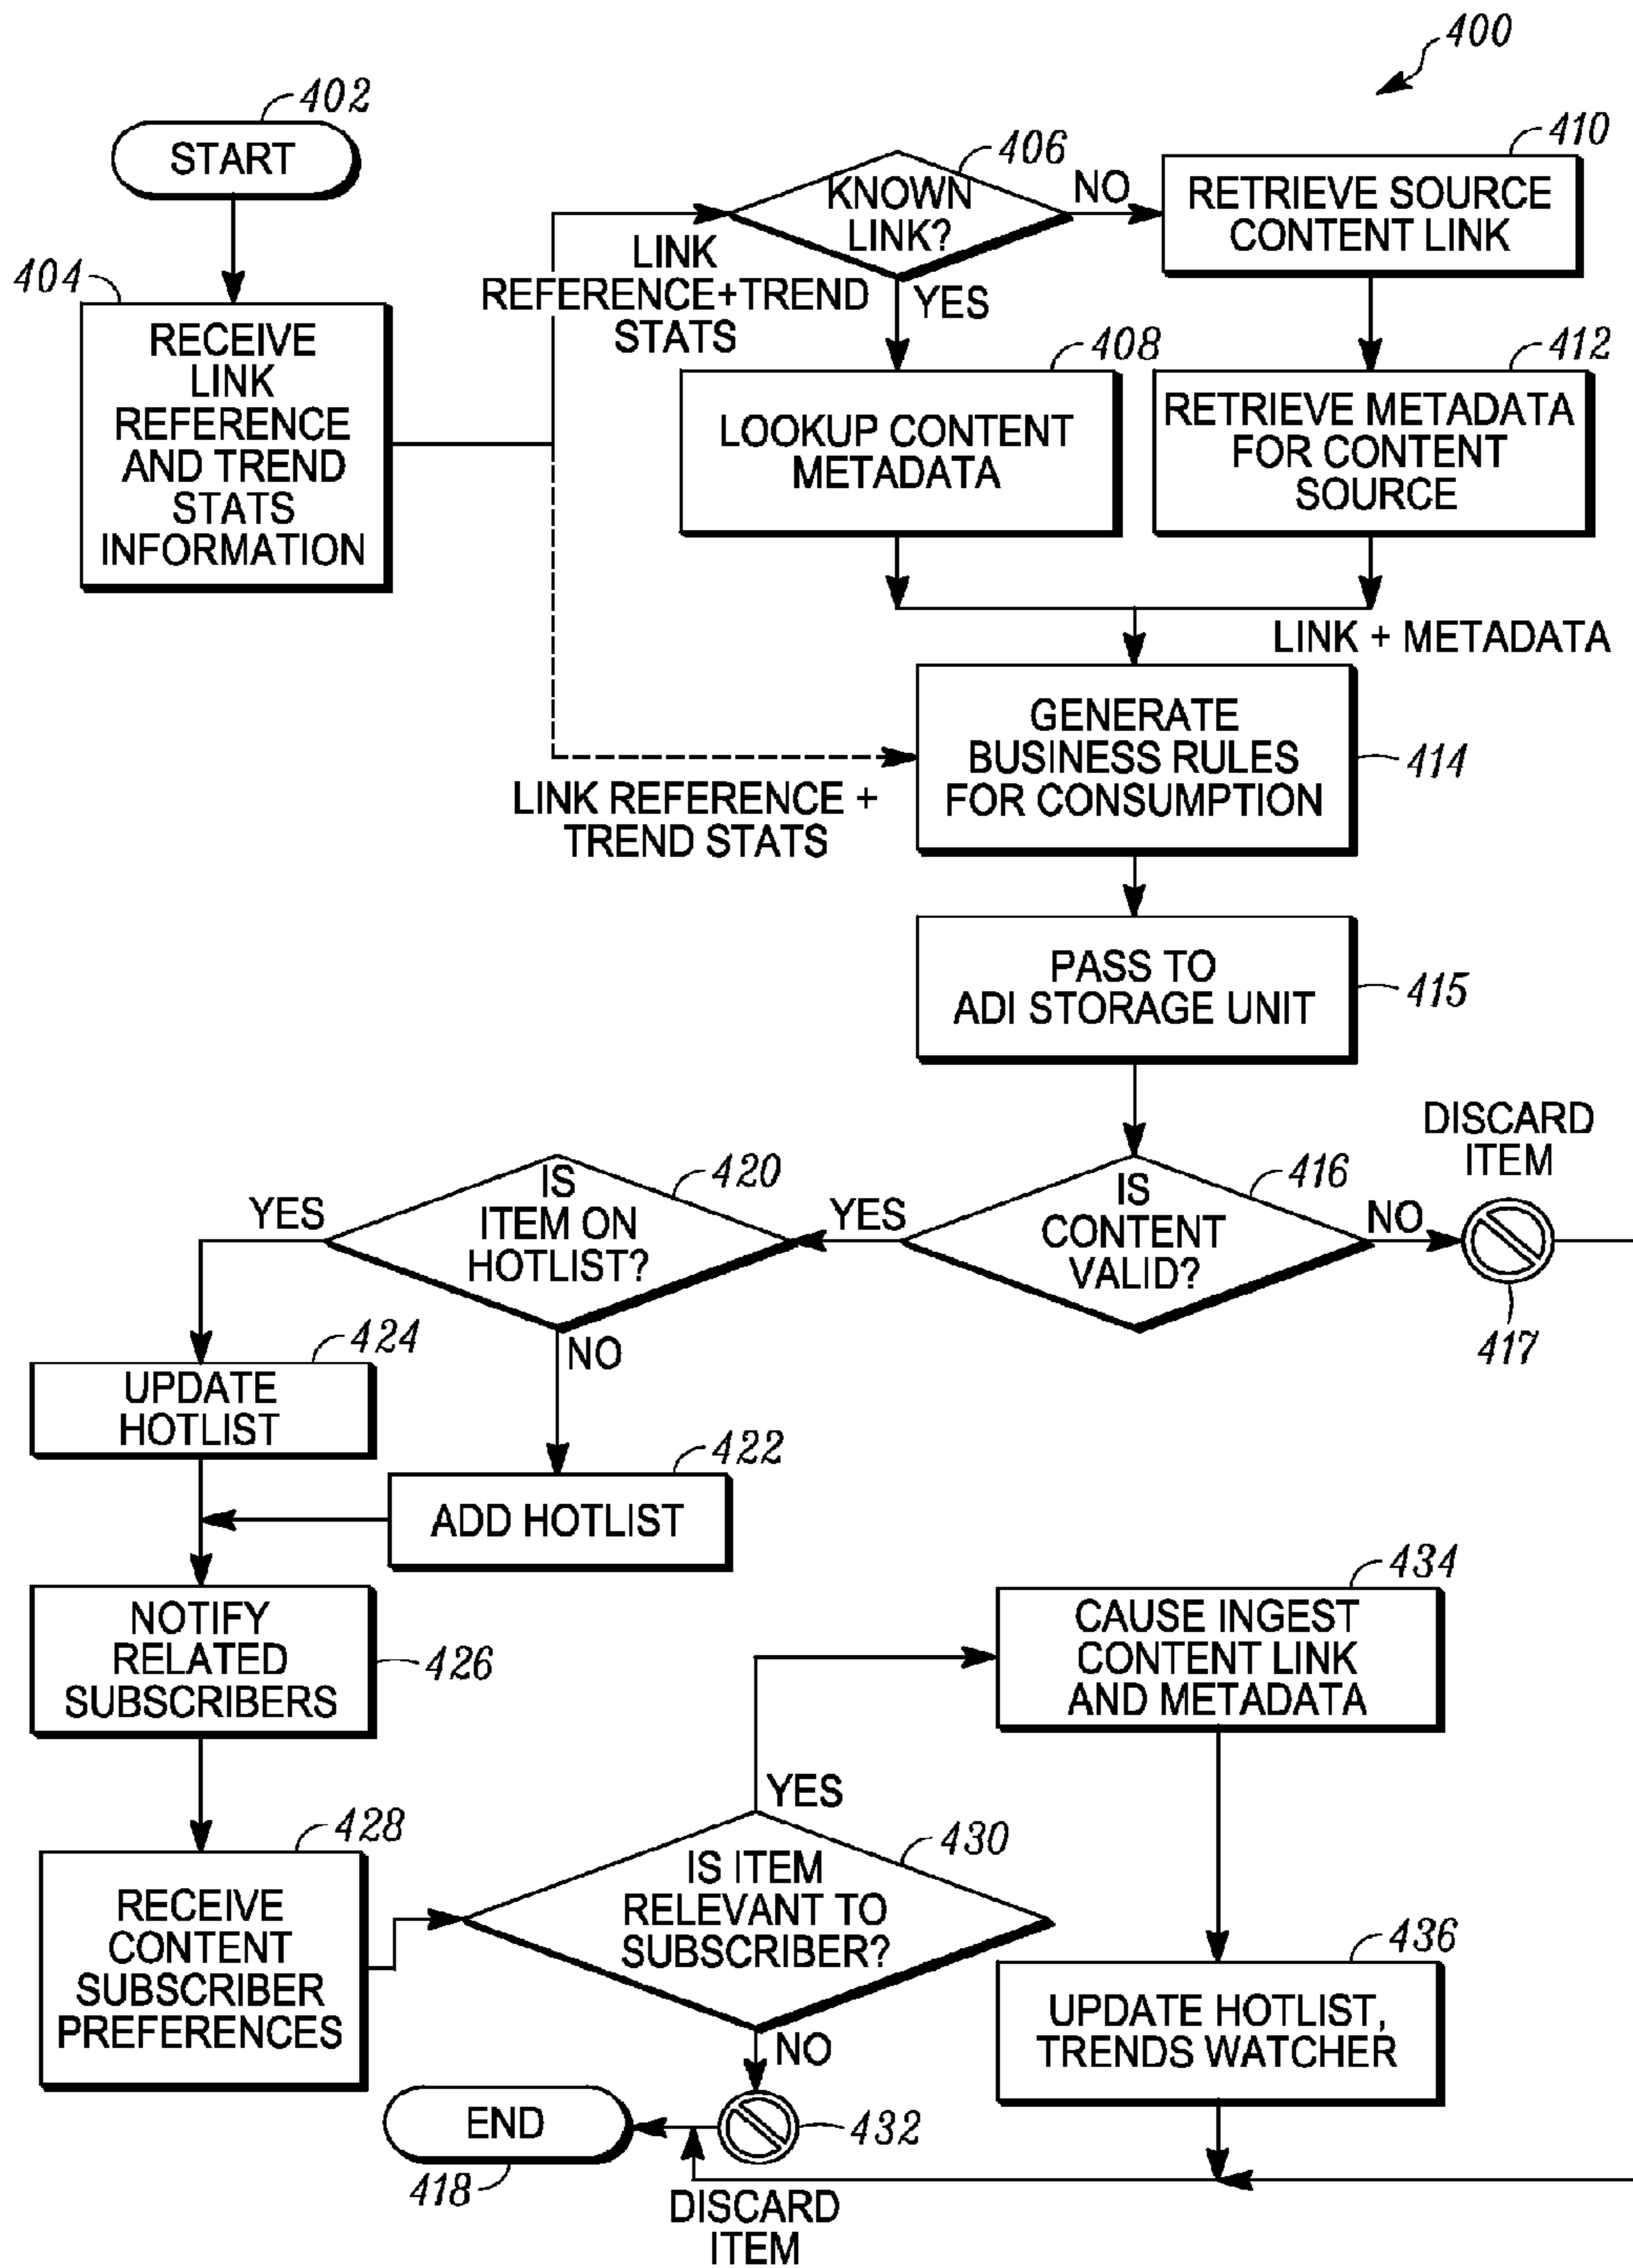 400
402
START
404
RECEIVE
LINK
REFERENCE
AND TREND
STATS
INFORMATION
LINK
REFERENCE+TREND
STATS
406
KNOWN
LINK?
NO
YES
410
RETRIEVE SOURCE
CONTENT LINK
408
LOOKUP CONTENT
METADATA
412
RETRIEVE METADATA
FOR CONTENT
SOURCE
LINK + METADATA
LINK REFERENCE +
TREND STATS
GENERATE
BUSINESS RULES
FOR CONSUMPTION
414
PASS TO
ADI STORAGE UNIT
415
416
IS
CONTENT
VALID?
NO
DISCARD
ITEM
417
YES
420
IS
ITEM ON
HOTLIST?
YES
NO
424
UPDATE
HOTLIST
422
ADD HOTLIST
NOTIFY
RELATED
SUBSCRIBERS
426
428
RECEIVE
CONTENT
SUBSCRIBER
PREFERENCES
430
IS ITEM
RELEVANT TO
SUBSCRIBER?
YES
NO
434
CAUSE INGEST
CONTENT LINK
AND METADATA
436
UPDATE HOTLIST,
TRENDS WATCHER
432
DISCARD
ITEM
END
418